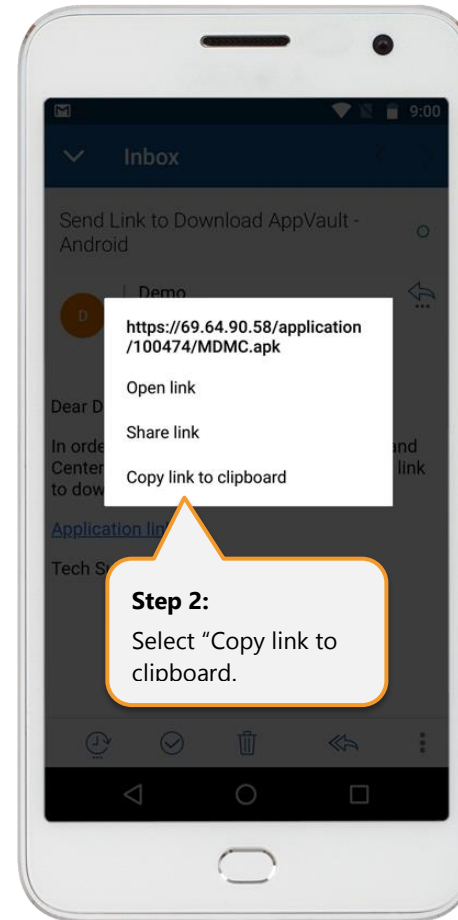 9:00
Inbox
Send Link to Download AppVault -
Android
Demo
D
https://69.64.90.58/application
/100474/MDMC.apk
Open link
Share link
Copy link to clipboard
Dear D
In orde
and
Center
link
to dow
Application lin
Tech Su
Step 2:
Select “Copy link to
clipboard.